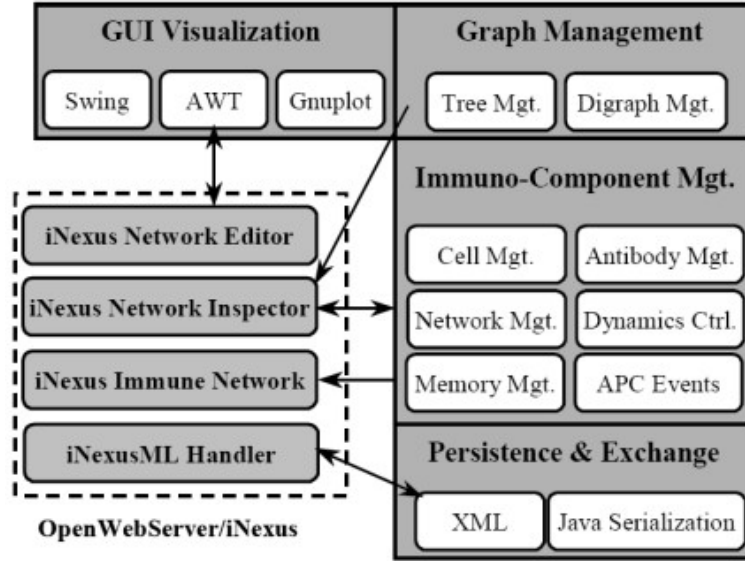 GUI Visualization
Swing
AWT
Gnuplot
Graph Management
Tree Mgt.
Digraph Mgt.
iNexus Network Editor
iNexus Network Inspector
iNexus Immune Network
iNexusML Handler
OpenWebServer/iNexus
Immuno-Component Mgt.
Cell Mgt.
Antibody Mgt.
Network Mgt.
Dynamics Ctrl.
Memory Mgt.
APC Events
Persistence & Exchange
XML
Java Serialization